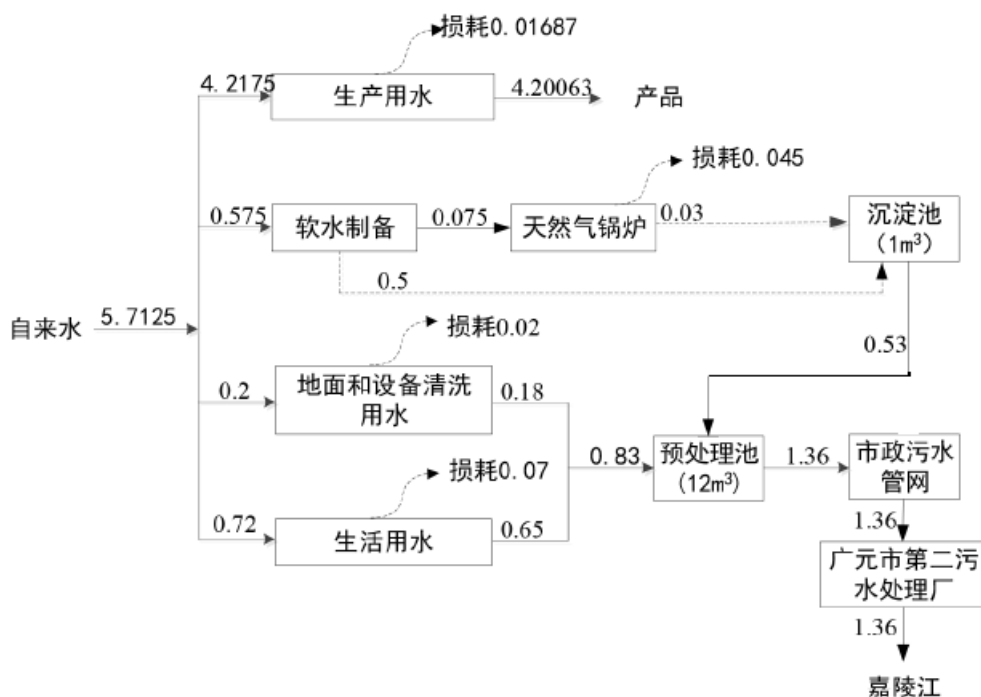 损耗0.01687
4.2175
生产用水
4.20063
产品
损耗0.045
0.575
软水制备
0.075
天然气锅炉
0.03
沉淀池
（1m³）
0.5
自来水
5.7125
损耗0.02
0.53
0.2
地面和设备清洗
用水
0.18
0.83
预处理池
(12m³)
1.36
市政污水
管网
损耗0.07
0.72
生活用水
0.65
1.36
广元市第二污
水处理厂
1.36
嘉陵江